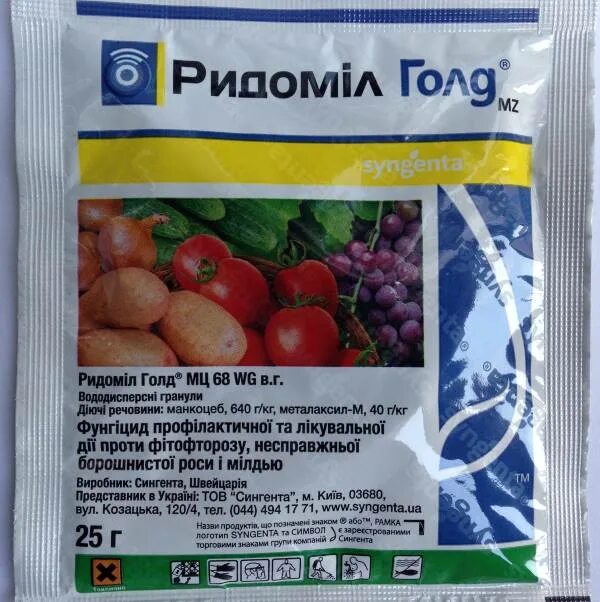 Ридоміл Голд®
MZ
syngenta
Ридоміл Голд® МЦ 68 WG в.г.
Вододисперсні гранули
Діючі речовини: манкоцеб, 640 г/кг, металаксил-М, 40 г/кг
Фунгіцид профілактичної та лікувальної
дії проти фітофторозу, несправжньої
борошнистої роси і мілдью
Виробник: Сингента, Швейцарія
Представник в Україні: ТОВ "Сингента", м. Київ, 03680,
вул. Козацька, 120/4, тел. (044) 494 17 71, www.syngenta.ua
25 г
Назви продуктів, що позначені знаком ® або™, РАМКА
логотип SYNGENTA та СИМВОЛ є зареєстрованими
торговими знаками групи компаній Сингента
TM